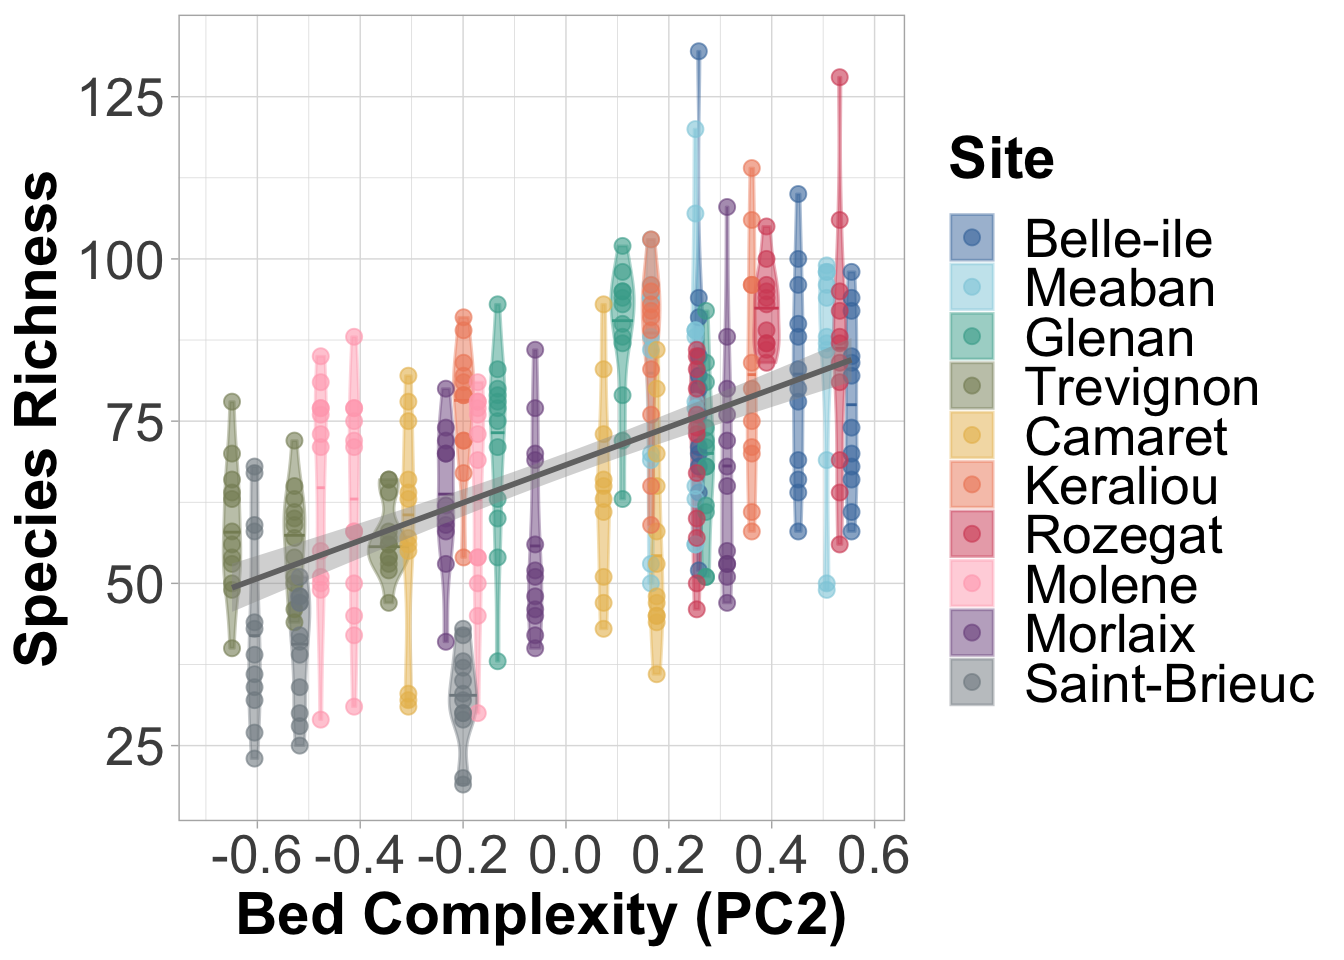 Species Richness
125
100
75
50
25
-0.6 -0.4 -0.2 0.0 0.2 0.4 0.6
Bed Complexity (PC2)
Site
Belle-ile
Meaban
Glenan
Trevignon
Camaret
Keraliou
Rozegat
Molene
Morlaix
Saint-Brieuc